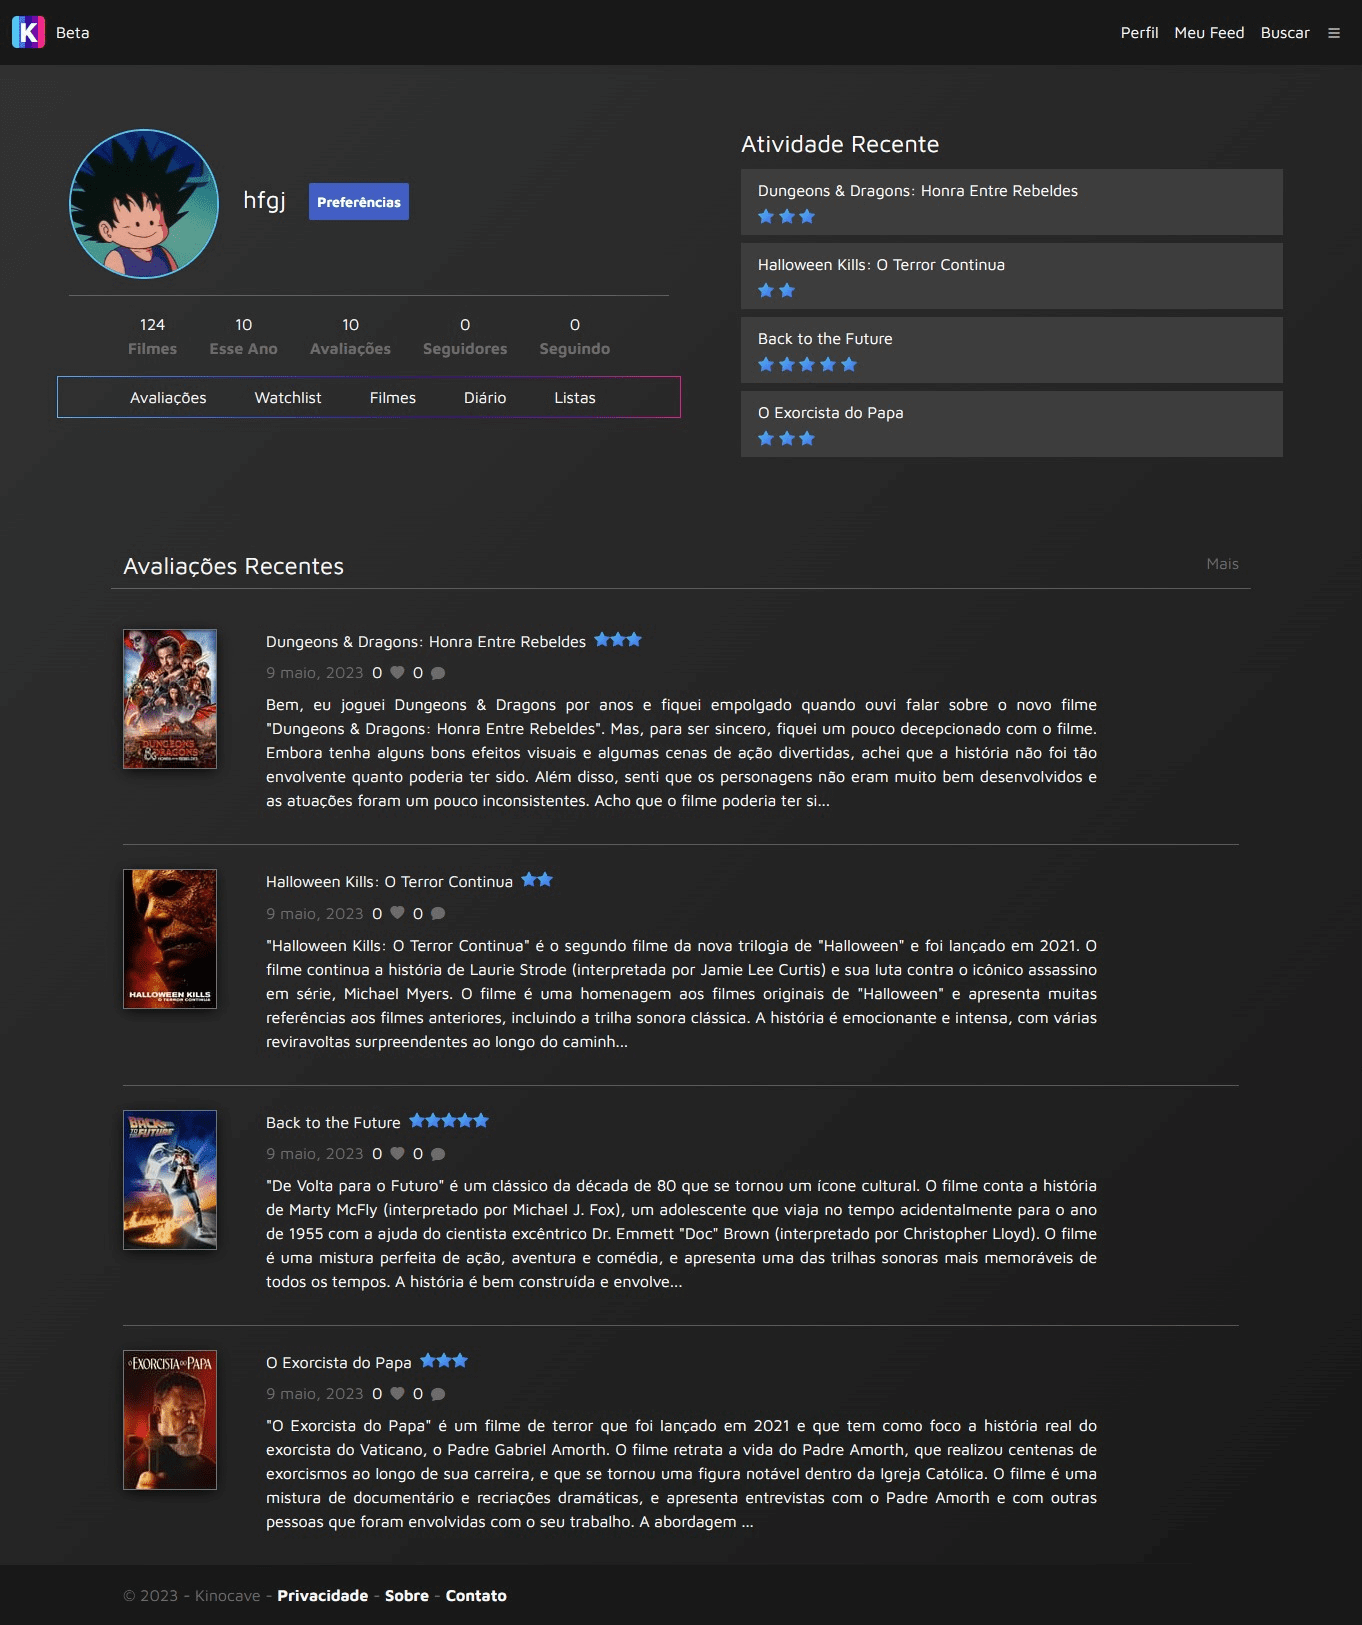 K Beta
Perfil Meu Feed Buscar
hfgj
Preferências
124 10 10 0 0
Filmes Esse Ano Avaliações Seguidores Seguindo
Avaliações Watchlist Filmes Diário Listas
Atividade Recente
Dungeons & Dragons: Honra Entre Rebeldes
Halloween Kills: O Terror Continua
Back to the Future
O Exorcista do Papa
Avaliações Recentes
Mais
DUNGEONS
& DRAGONS
HONRA ENTRE REBELDES
Dungeons & Dragons: Honra Entre Rebeldes
9 maio, 2023 0 0
Bem, eu joguei Dungeons & Dragons por anos e fiquei empolgado quando ouvi falar sobre o novo filme
"Dungeons & Dragons: Honra Entre Rebeldes". Mas, para ser sincero, fiquei um pouco decepcionado com o filme.
Embora tenha alguns bons efeitos visuais e algumas cenas de ação divertidas, achei que a história não foi tão
envolvente quanto poderia ter sido. Além disso, senti que os personagens não eram muito bem desenvolvidos e
as atuações foram um pouco inconsistentes. Acho que o filme poderia ter si...
HALLOWEEN KILLS
O TERROR CONTINUA
Halloween Kills: O Terror Continua
9 maio, 2023 0 0
"Halloween Kills: O Terror Continua" é o segundo filme da nova trilogia de "Halloween" e foi lançado em 2021. O
filme continua a história de Laurie Strode (interpretada por Jamie Lee Curtis) e sua luta contra o icônico assassino
em série, Michael Myers. O filme é uma homenagem aos filmes originais de "Halloween" e apresenta muitas
referências aos filmes anteriores, incluindo a trilha sonora clássica. A história é emocionante e intensa, com várias
reviravoltas surpreendentes ao longo do caminh...
BACK
TO THE FUTURE
Back to the Future
9 maio, 2023 0 0
"De Volta para o Futuro" é um clássico da década de 80 que se tornou um ícone cultural. O filme conta a história
de Marty McFly (interpretado por Michael J. Fox), um adolescente que viaja no tempo acidentalmente para o ano
de 1955 com a ajuda do cientista excêntrico Dr. Emmett "Doc" Brown (interpretado por Christopher Lloyd). O filme
é uma mistura perfeita de ação, aventura e comédia, e apresenta uma das trilhas sonoras mais memoráveis de
todos os tempos. A história é bem construída e envolve...
O EXORCISTA DO PAPA
O Exorcista do Papa
9 maio, 2023 0 0
"O Exorcista do Papa" é um filme de terror que foi lançado em 2021 e que tem como foco a história real do
exorcista do Vaticano, o Padre Gabriel Amorth. O filme retrata a vida do Padre Amorth, que realizou centenas de
exorcismos ao longo de sua carreira, e que se tornou uma figura notável dentro da Igreja Católica. O filme é uma
mistura de documentário e recriações dramáticas, e apresenta entrevistas com o Padre Amorth e com outras
pessoas que foram envolvidas com o seu trabalho. A abordagem ...
© 2023 - Kinocave - Privacidade - Sobre - Contato